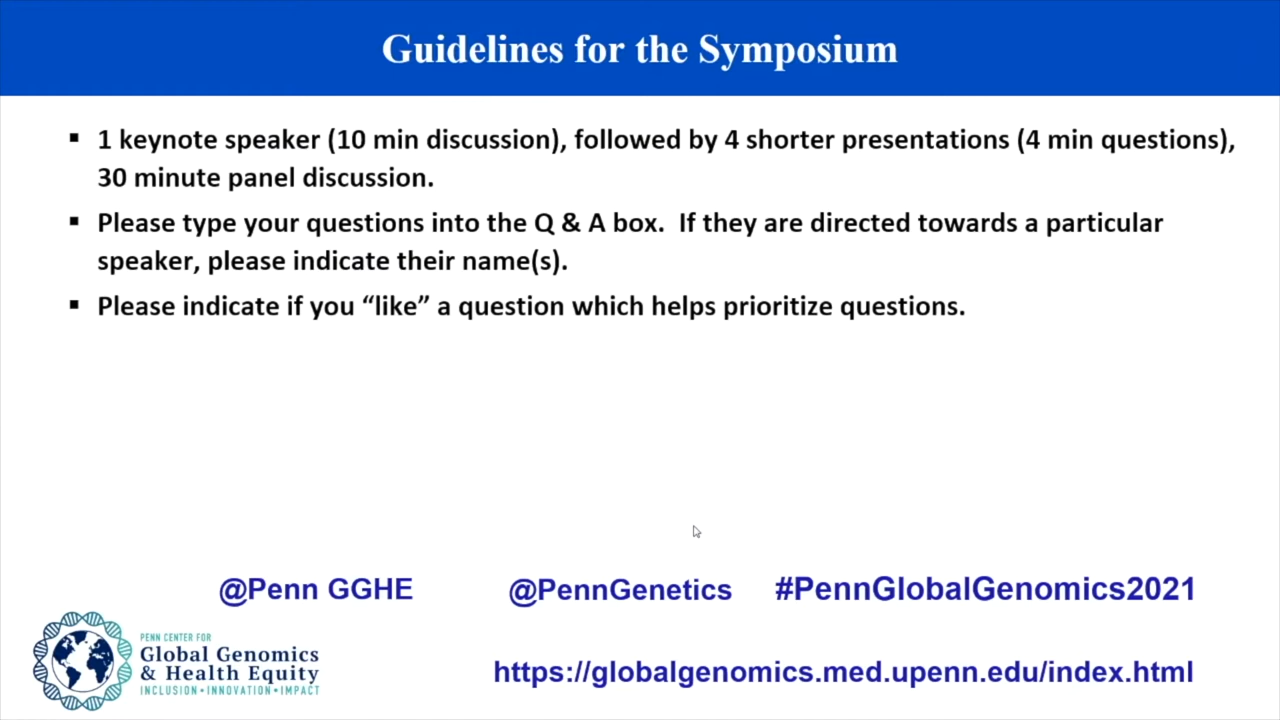 Guidelines for the Symposium
▪ 1 keynote speaker (10 min discussion), followed by 4 shorter presentations (4 min questions),
30 minute panel discussion.
▪ Please type your questions into the Q & A box.  If they are directed towards a particular
speaker, please indicate their name(s).
▪ Please indicate if you “like” a question which helps prioritize questions.
@Penn GGHE
@PennGenetics
#PennGlobalGenomics2021
PENN CENTER FOR
Global Genomics
& Health Equity
INCLUSION • INNOVATION • IMPACT
https://globalgenomics.med.upenn.edu/index.html